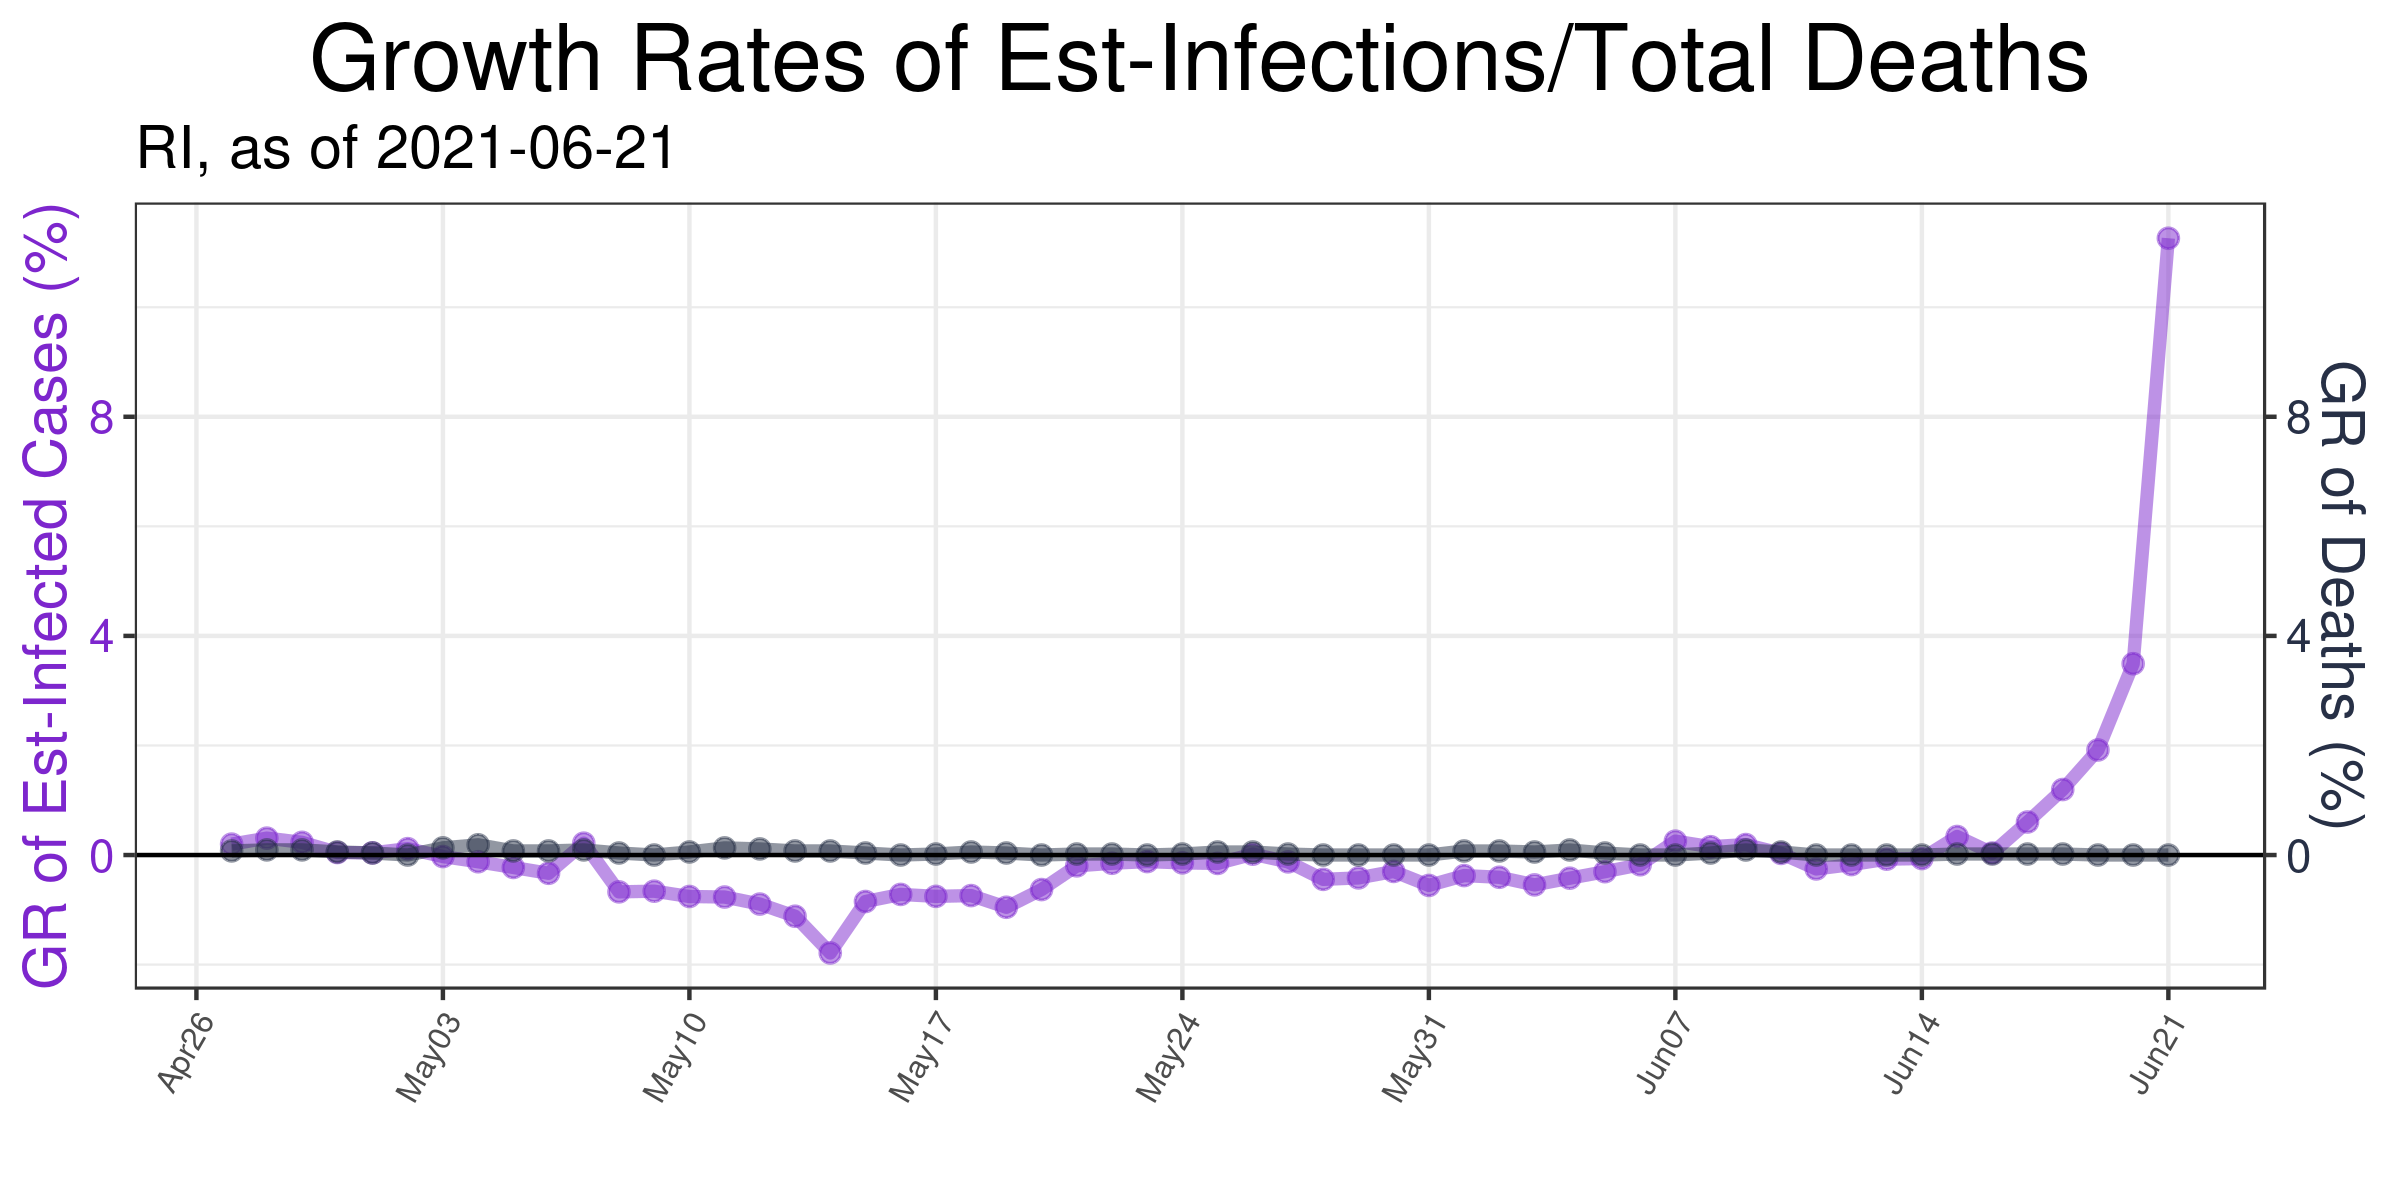 Growth Rates of Est-Infections/Total Deaths
RI, as of 2021-06-21
GR of Est-Infected Cases (%)
8
4
0
8
4
0
GR of Deaths (%)
Apr26
May03
May10
May17
May24
May31
Jun07
Jun14
Jun21